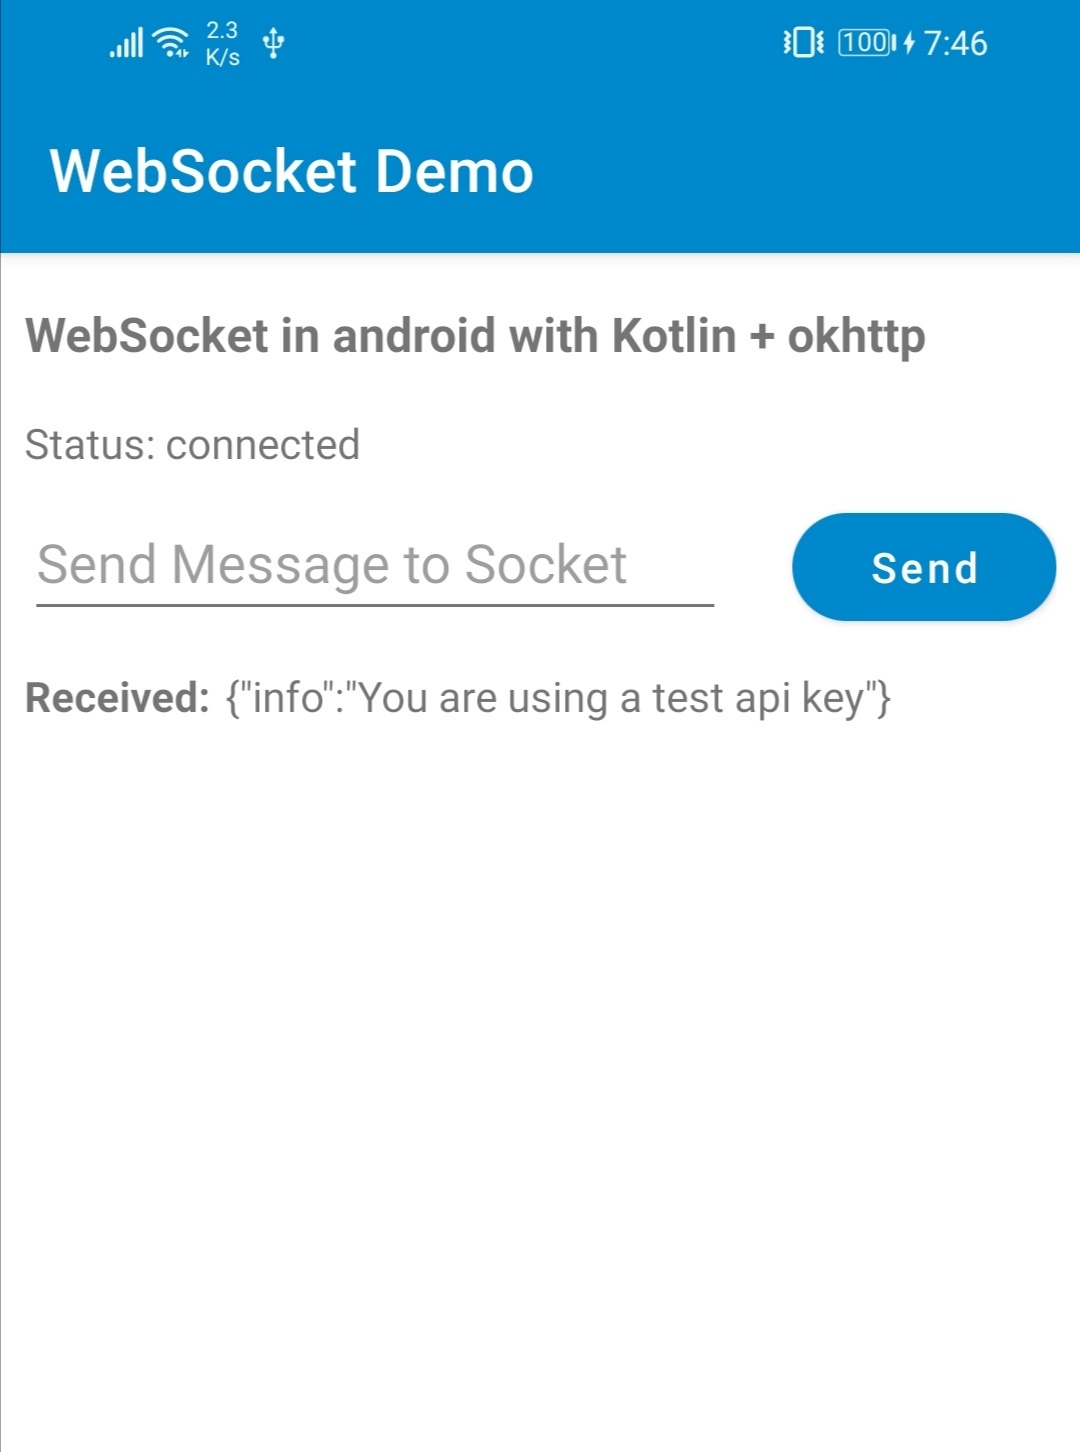 2.3
K/s
100 7:46
WebSocket Demo
WebSocket in android with Kotlin + okhttp
Status: connected
Send Message to Socket
Send
Received: {"info":"You are using a test api key"}